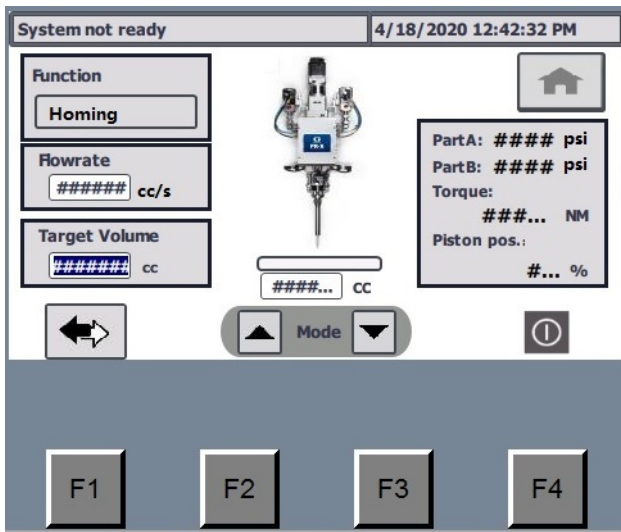 System not ready
4/18/2020 12:42:32 PM
Function
Homing
Flowrate
###### cc/s
Target Volume
####### cc
PR-X
####... cc
PartA: #### psi
PartB: #### psi
Torque:
###... NM
Piston pos.:
#... %
Mode
F1
F2
F3
F4